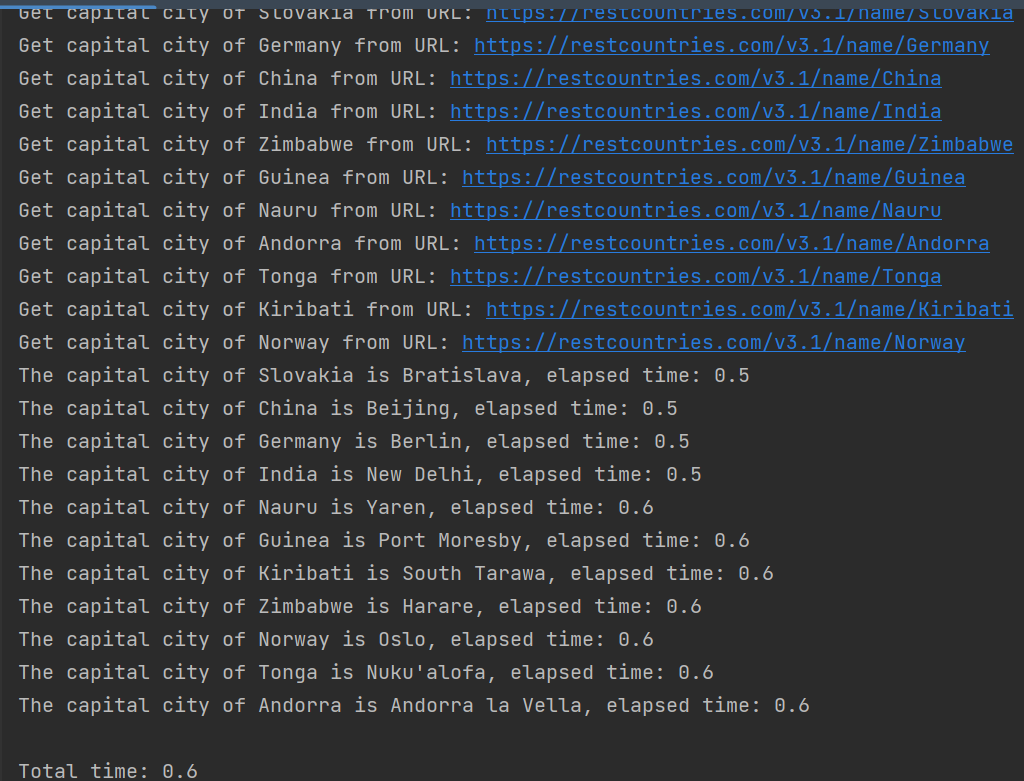 Get capital city of Slovakia from URL: https://restcountries.com/v3.1/name/Slovakia
Get capital city of Germany from URL: https://restcountries.com/v3.1/name/Germany
Get capital city of China from URL: https://restcountries.com/v3.1/name/China
Get capital city of India from URL: https://restcountries.com/v3.1/name/India
Get capital city of Zimbabwe from URL: https://restcountries.com/v3.1/name/Zimbabwe
Get capital city of Guinea from URL: https://restcountries.com/v3.1/name/Guinea
Get capital city of Nauru from URL: https://restcountries.com/v3.1/name/Nauru
Get capital city of Andorra from URL: https://restcountries.com/v3.1/name/Andorra
Get capital city of Tonga from URL: https://restcountries.com/v3.1/name/Tonga
Get capital city of Kiribati from URL: https://restcountries.com/v3.1/name/Kiribati
Get capital city of Norway from URL: https://restcountries.com/v3.1/name/Norway
The capital city of Slovakia is Bratislava, elapsed time: 0.5
The capital city of China is Beijing, elapsed time: 0.5
The capital city of Germany is Berlin, elapsed time: 0.5
The capital city of India is New Delhi, elapsed time: 0.5
The capital city of Nauru is Yaren, elapsed time: 0.6
The capital city of Guinea is Port Moresby, elapsed time: 0.6
The capital city of Kiribati is South Tarawa, elapsed time: 0.6
The capital city of Zimbabwe is Harare, elapsed time: 0.6
The capital city of Norway is Oslo, elapsed time: 0.6
The capital city of Tonga is Nuku'alofa, elapsed time: 0.6
The capital city of Andorra is Andorra la Vella, elapsed time: 0.6
Total time: 0.6